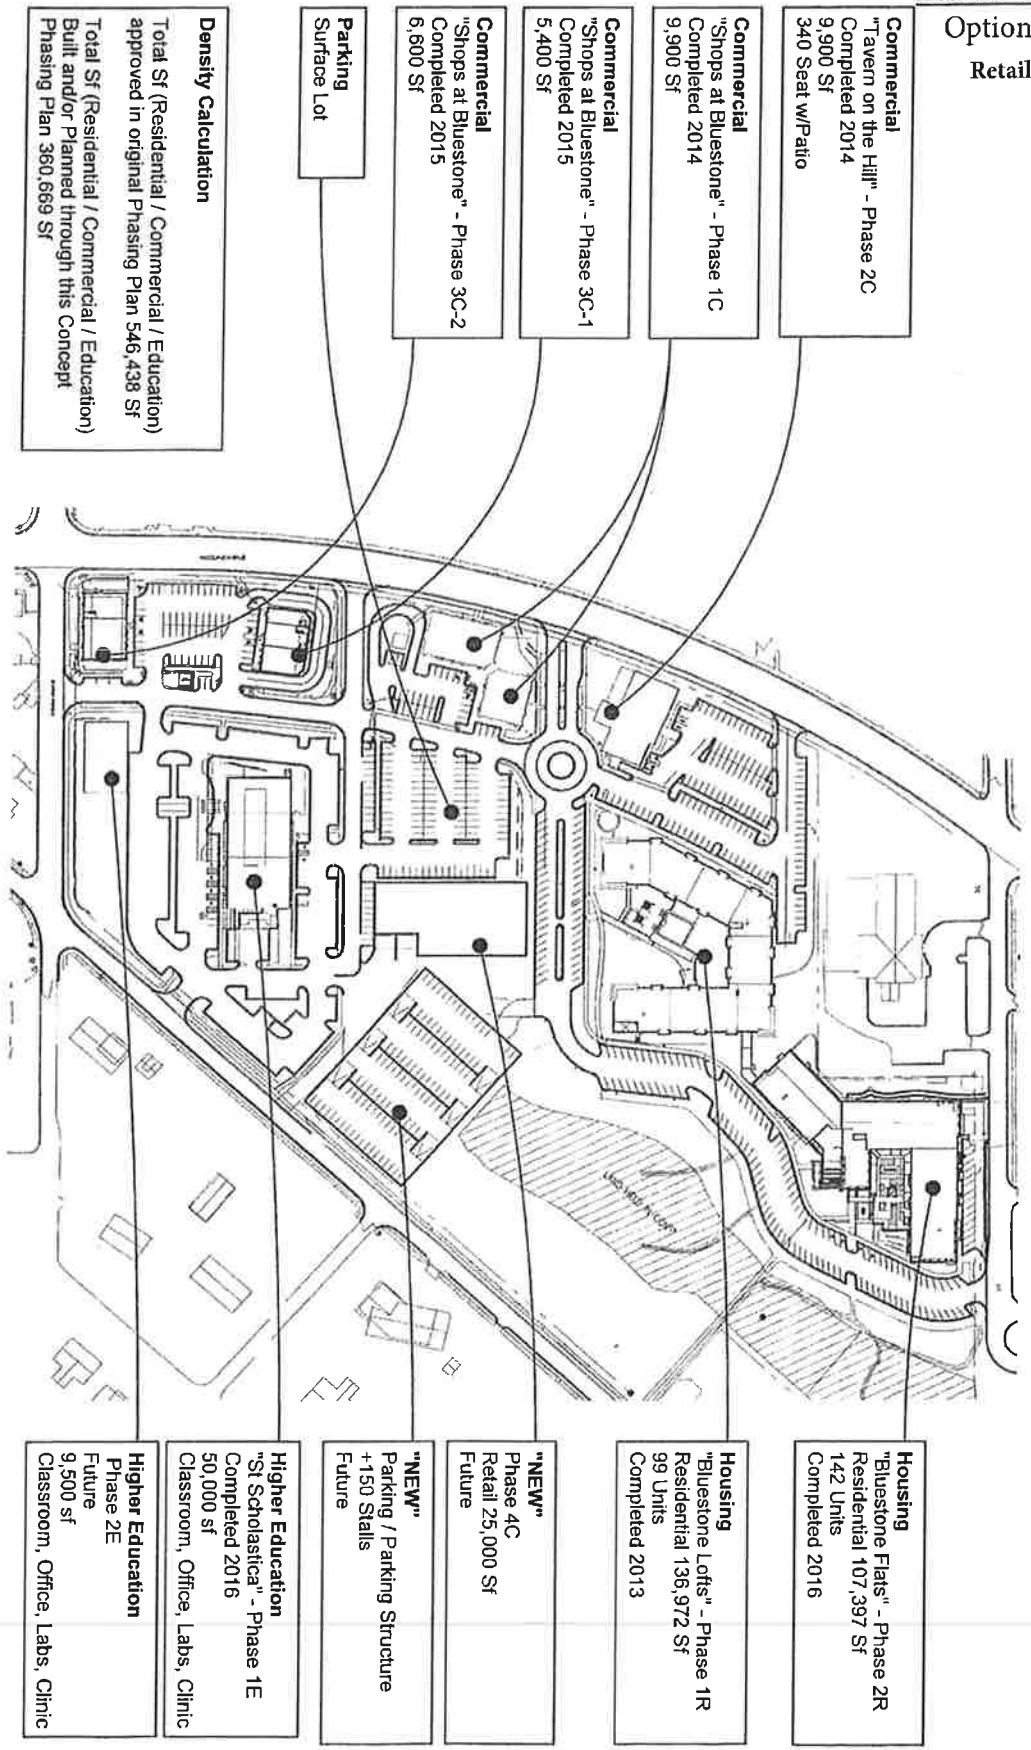 Option
Retail
Commercial
"Tavern on the Hill" - Phase 2C
Completed 2014
9,900 Sf
340 Seat w/Patio
Commercial
"Shops at Bluestone" - Phase 1C
Completed 2014
9,900 Sf
Commercial
"Shops at Bluestone" - Phase 3C-1
Completed 2015
5,400 Sf
Commercial
"Shops at Bluestone" - Phase 3C-2
Completed 2015
6,600 Sf
Parking
Surface Lot
Density Calculation
Total Sf (Residential / Commercial / Education)
approved in original Phasing Plan 546,438 Sf
Total Sf (Residential / Commercial / Education)
Built and/or Planned through this Concept
Phasing Plan 360,669 Sf
Housing
"Bluestone Flats" - Phase 2R
Residential 107,397 Sf
142 Units
Completed 2016
Housing
"Bluestone Lofts" - Phase 1R
Residential 136,972 Sf
99 Units
Completed 2013
"NEW"
Phase 4C
Retail 25,000 Sf
Future
"NEW"
Parking / Parking Structure
+150 Stalls
Future
Higher Education
"St Scholastica" - Phase 1E
Completed 2016
50,000 sf
Classroom, Office, Labs, Clinic
Higher Education
Phase 2E
Future
9,500 sf
Classroom, Office, Labs, Clinic